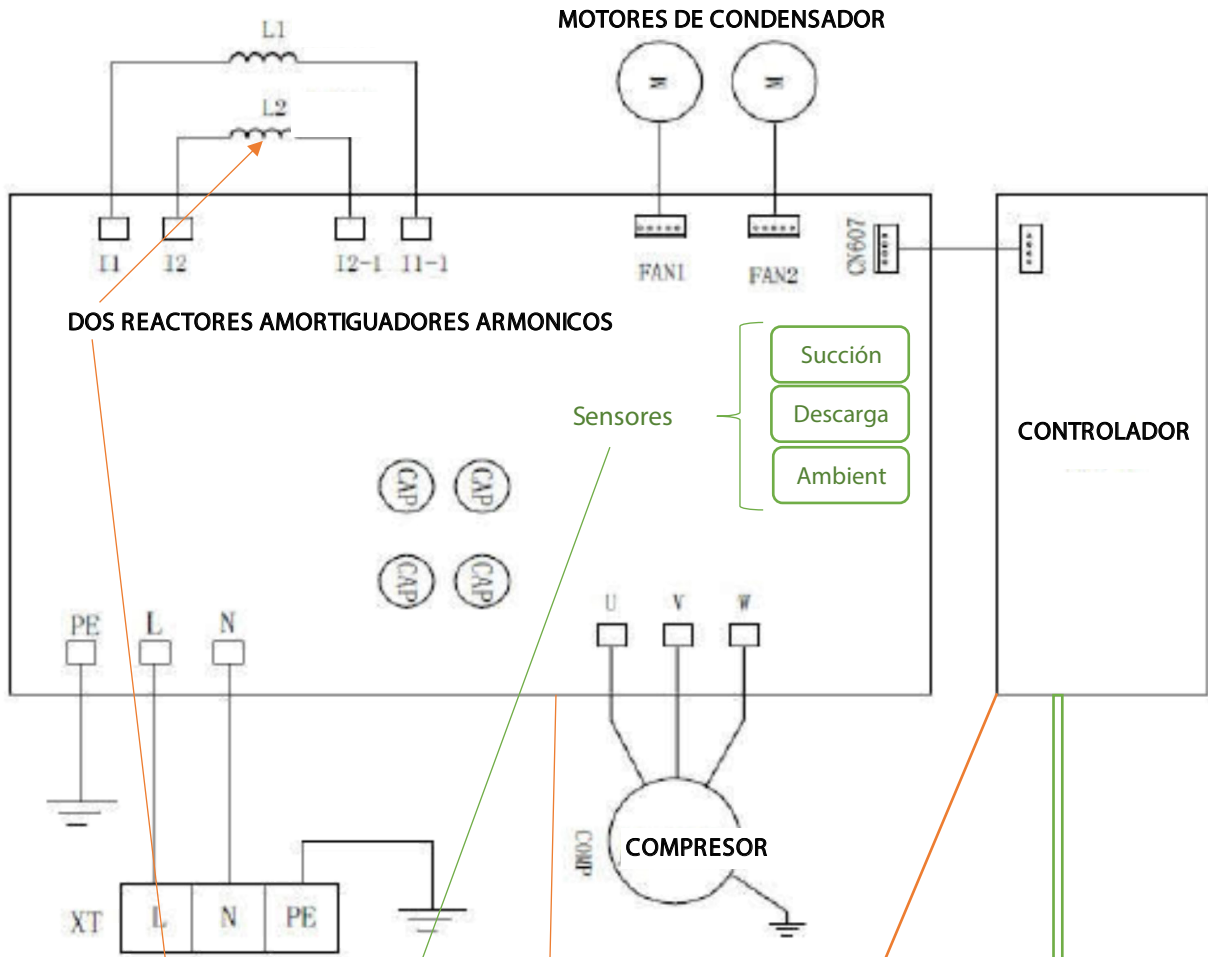 MOTORES DE CONDENSADOR
L1
L2
M
M
I1
I2
I2-1
I1-1
FAN1
FAN2
CN607
DOS REACTORES AMORTIGUADORES ARMONICOS
Succión
Sensores
Descarga
Ambient
CONTROLADOR
CAP
CAP
CAP
CAP
PE
L
N
U
V
W
COMP
COMPRESOR
XT
L
N
PE